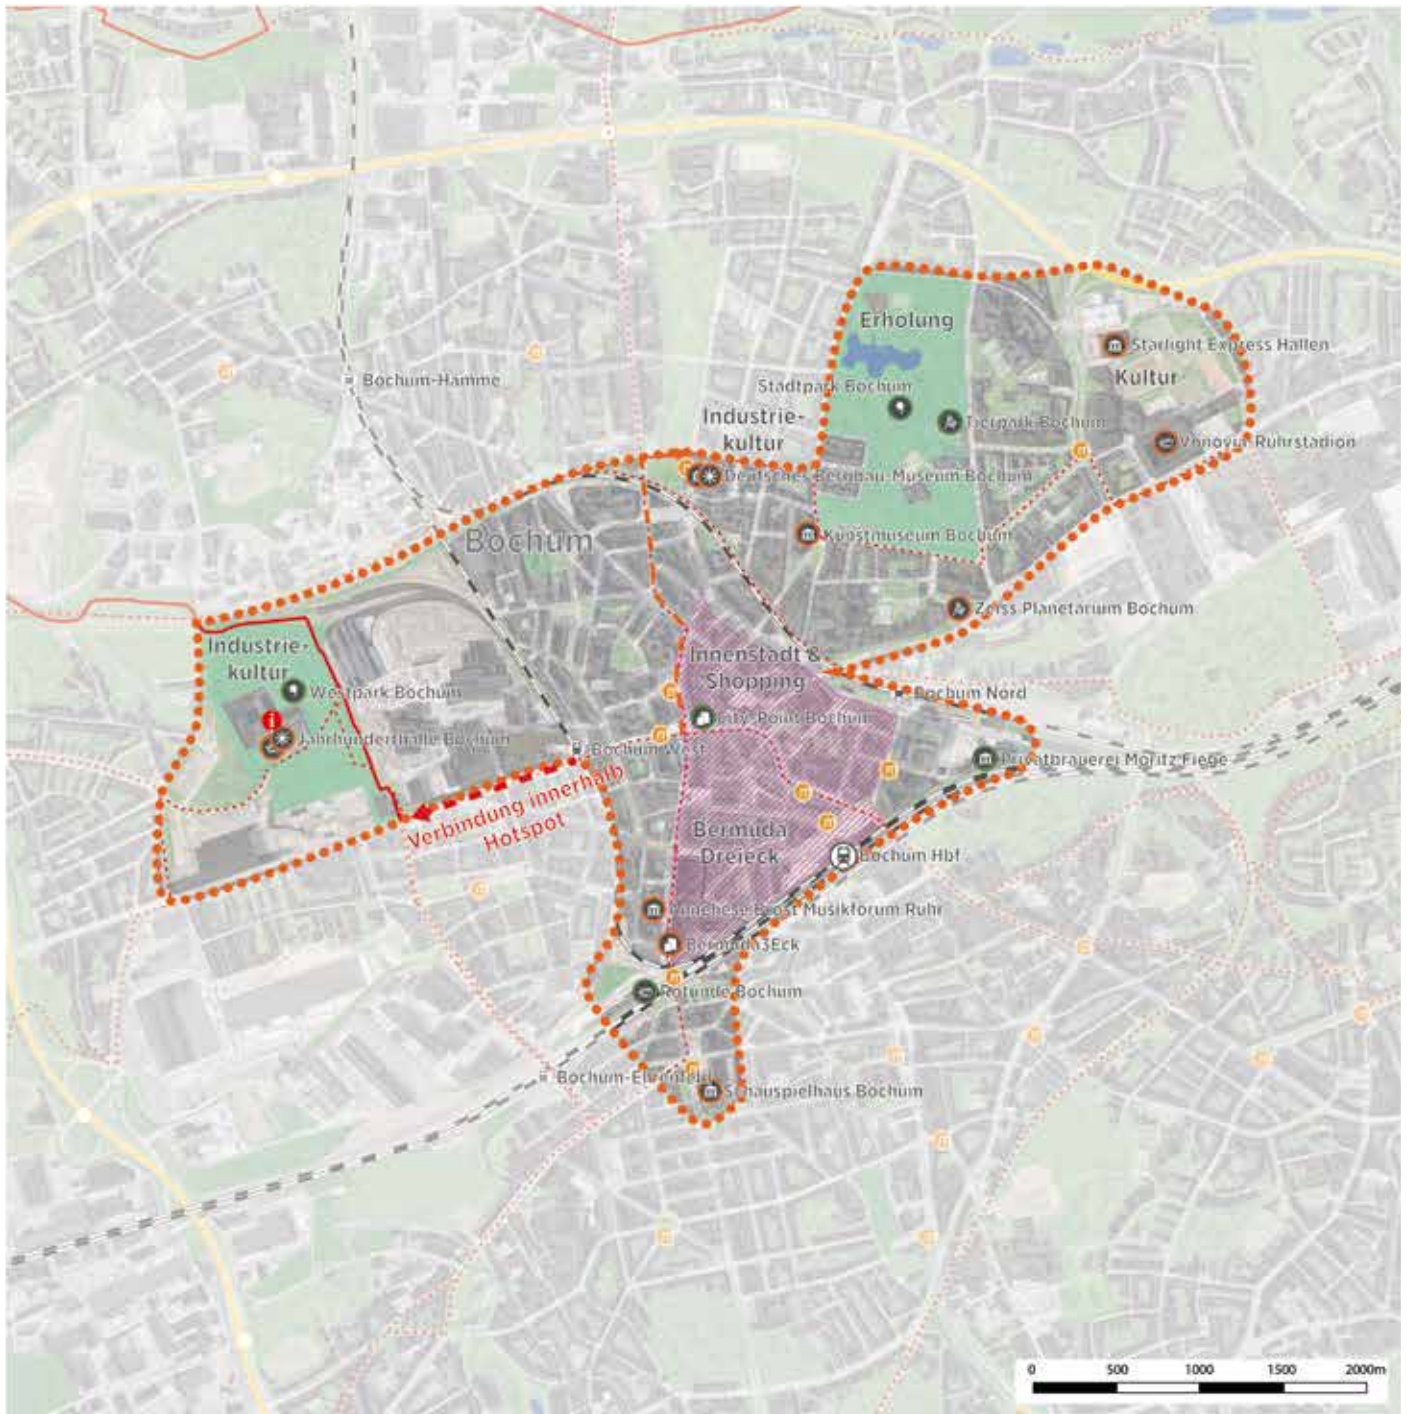 Erholung
Starlight Express Hallen
Kultur
Bochum-Hamme
Stadtpark Bochum
Industrie-
kultur
Tierpark Bochum
Vonovia Ruhrstadion
Deutsches Bergbau-Museum Bochum
Bochum
Kunstmuseum Bochum
Zeiss Planetarium Bochum
Industrie-
kultur
Westpark Bochum
Innenstadt &
Shopping
Bochum Nord
City-Point Bochum
Jahrhunderthalle Bochum
Bochum West
Privatbrauerei Moritz Fiege
Verbindung innerhalb
Hotspot
Bermuda
Dreieck
Bochum Hbf
Anneliese Brost Musikforum Ruhr
Bermuda3Eck
Rotunde Bochum
Bochum-Ehrenfeld
Schauspielhaus Bochum
0 500 1000 1500 2000m